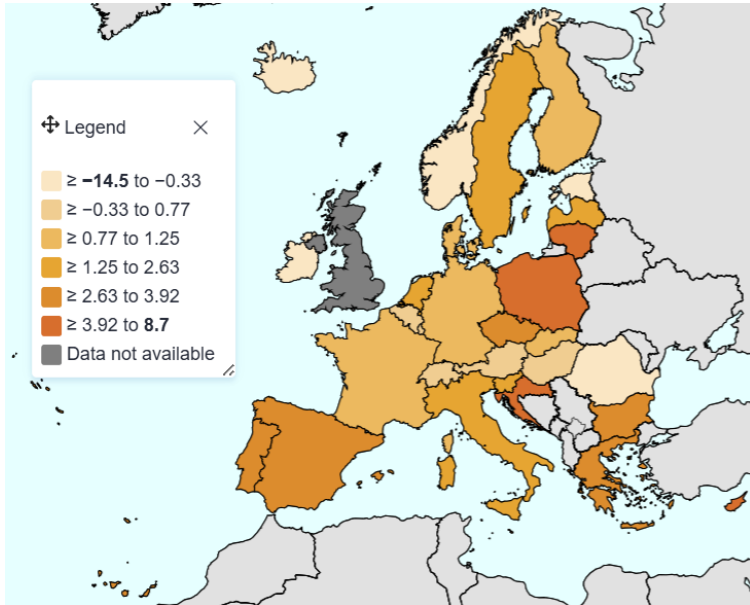 Legend
≥ −14.5 to −0.33
≥ −0.33 to 0.77
≥ 0.77 to 1.25
≥ 1.25 to 2.63
≥ 2.63 to 3.92
≥ 3.92 to 8.7
Data not available